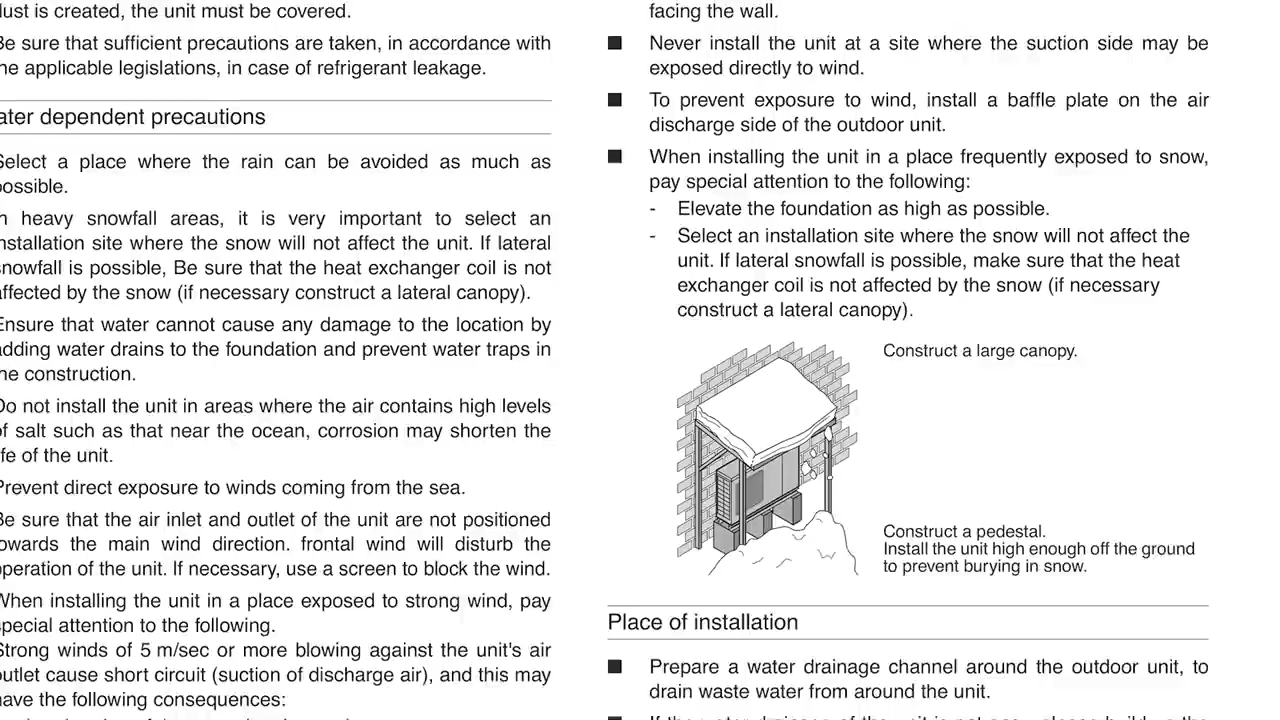 dust is created, the unit must be covered.
Be sure that sufficient precautions are taken, in accordance with
he applicable legislations, in case of refrigerant leakage.
ater dependent precautions
Select a place where the rain can be avoided as much as
possible.
n heavy snowfall areas, it is very important to select an
nstallation site where the snow will not affect the unit. If lateral
snowfall is possible, Be sure that the heat exchanger coil is not
affected by the snow (if necessary construct a lateral canopy).
Ensure that water cannot cause any damage to the location by
adding water drains to the foundation and prevent water traps in
he construction.
Do not install the unit in areas where the air contains high levels
of salt such as that near the ocean, corrosion may shorten the
ife of the unit.
Prevent direct exposure to winds coming from the sea.
Be sure that the air inlet and outlet of the unit are not positioned
towards the main wind direction. frontal wind will disturb the
operation of the unit. If necessary, use a screen to block the wind.
When installing the unit in a place exposed to strong wind, pay
special attention to the following.
Strong winds of 5 m/sec or more blowing against the unit's air
outlet cause short circuit (suction of discharge air), and this may
have the following consequences:
facing the wall.
■ Never install the unit at a site where the suction side may be
exposed directly to wind.
■ To prevent exposure to wind, install a baffle plate on the air
discharge side of the outdoor unit.
■ When installing the unit in a place frequently exposed to snow,
pay special attention to the following:
- Elevate the foundation as high as possible.
- Select an installation site where the snow will not affect the
unit. If lateral snowfall is possible, make sure that the heat
exchanger coil is not affected by the snow (if necessary
construct a lateral canopy).
Construct a large canopy.
Construct a pedestal.
Install the unit high enough off the ground
to prevent burying in snow.
Place of installation
■ Prepare a water drainage channel around the outdoor unit, to
drain waste water from around the unit.